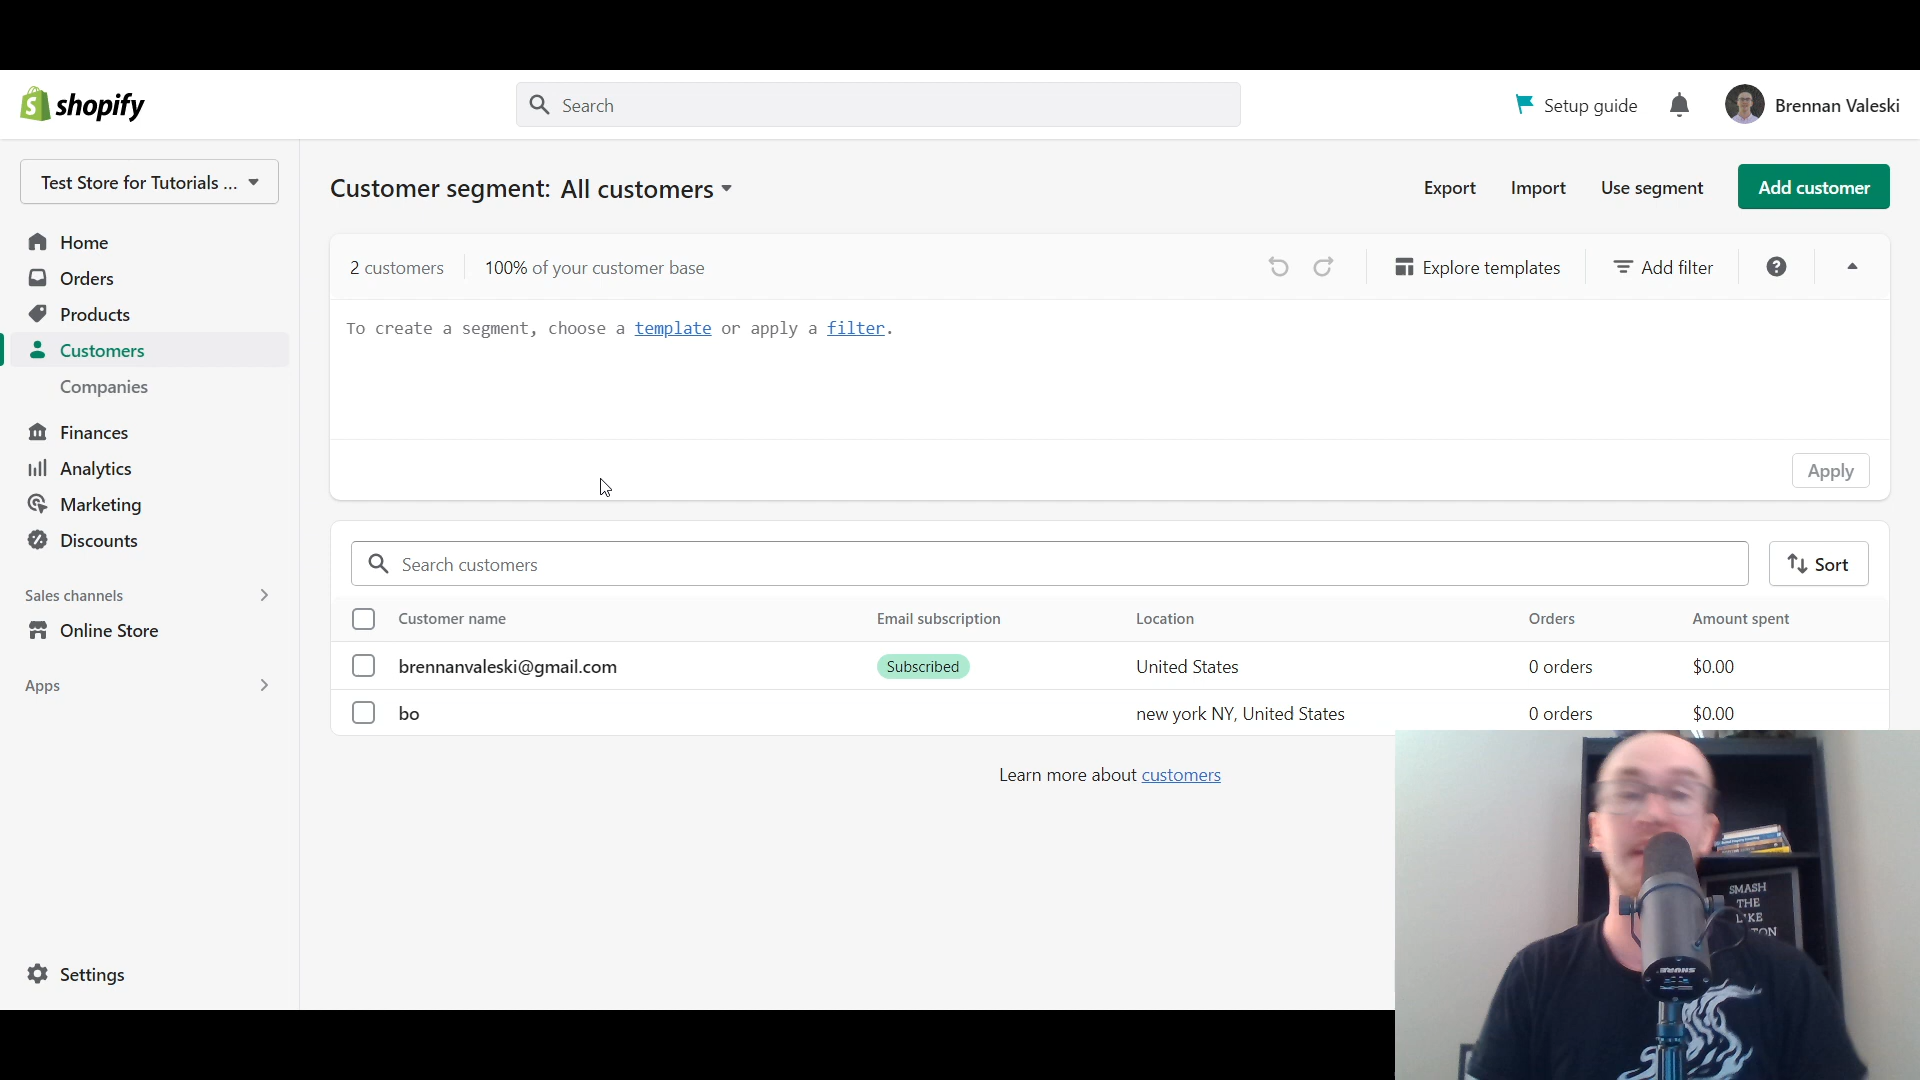 shopify
Search
Setup guide
Brennan Valeski
Test Store for Tutorials ...
Home
Orders
Products
Customers
Companies
Finances
Analytics
Marketing
Discounts
Sales channels
Online Store
Apps
Settings
Customer segment: All customers
Export
Import
Use segment
Add customer
2 customers
100% of your customer base
Explore templates
Add filter
To create a segment, choose a template or apply a filter.
Apply
Search customers
Sort
Customer name Email subscription Location Orders Amount spent
brennanvaleski@gmail.com Subscribed United States 0 orders $0.00
bo new york NY, United States 0 orders $0.00
Learn more about customers
SMASH
THE
SHURE